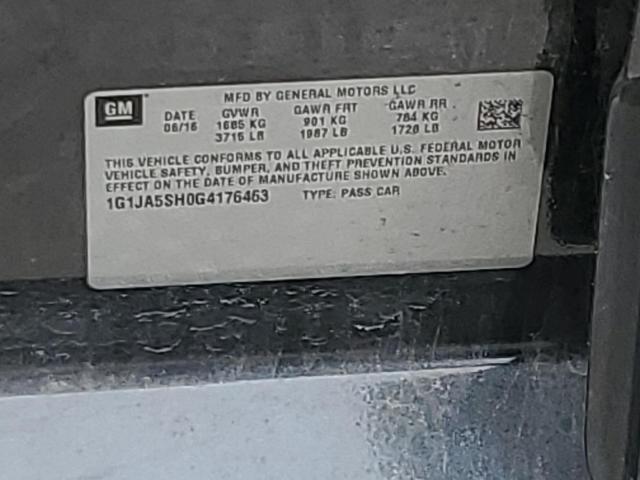 GM
MFD BY GENERAL MOTORS LLC
DATE GVWR GAWR FRT GAWR RR
06/16 1685 KG 901 KG 784 KG
3715 LB 1987 LB 1728 LB
THIS VEHICLE CONFORMS TO ALL APPLICABLE U.S. FEDERAL MOTOR
VEHICLE SAFETY, BUMPER, AND THEFT PREVENTION STANDARDS IN
EFFECT ON THE DATE OF MANUFACTURE SHOWN ABOVE.
1G1JA5SH0G4176463 TYPE: PASS CAR